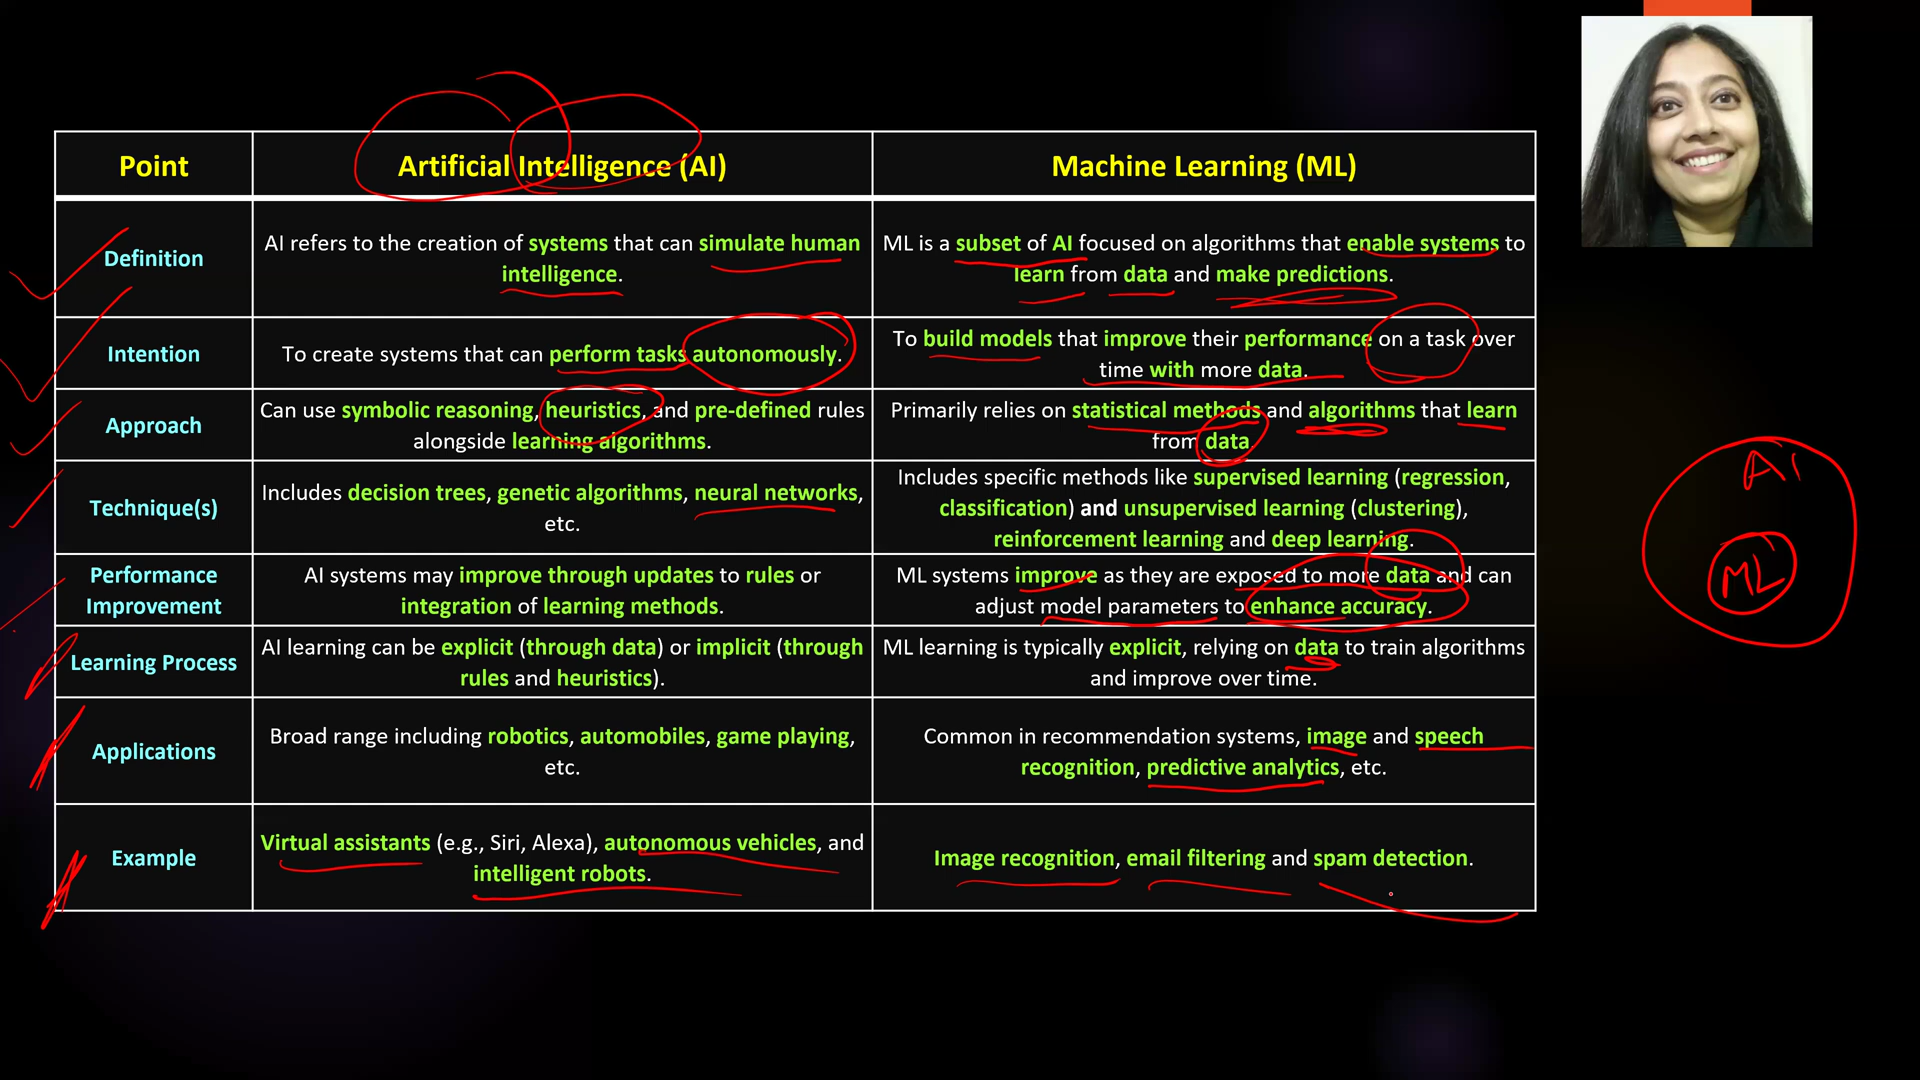 Point
Artificial Intelligence (AI)
Machine Learning (ML)
Definition
AI refers to the creation of systems that can simulate human
intelligence.
ML is a subset of AI focused on algorithms that enable systems to
learn from data and make predictions.
Intention
To create systems that can perform tasks autonomously.
To build models that improve their performance on a task over
time with more data.
Approach
Can use symbolic reasoning, heuristics, and pre-defined rules
alongside learning algorithms.
Primarily relies on statistical methods and algorithms that learn
from data.
Technique(s)
Includes decision trees, genetic algorithms, neural networks,
etc.
Includes specific methods like supervised learning (regression,
classification) and unsupervised learning (clustering),
reinforcement learning and deep learning.
Performance
Improvement
AI systems may improve through updates to rules or
integration of learning methods.
ML systems improve as they are exposed to more data and can
adjust model parameters to enhance accuracy.
Learning Process
AI learning can be explicit (through data) or implicit (through
rules and heuristics).
ML learning is typically explicit, relying on data to train algorithms
and improve over time.
Applications
Broad range including robotics, automobiles, game playing,
etc.
Common in recommendation systems, image and speech
recognition, predictive analytics, etc.
Example
Virtual assistants (e.g., Siri, Alexa), autonomous vehicles, and
intelligent robots.
Image recognition, email filtering and spam detection.
AI
ML